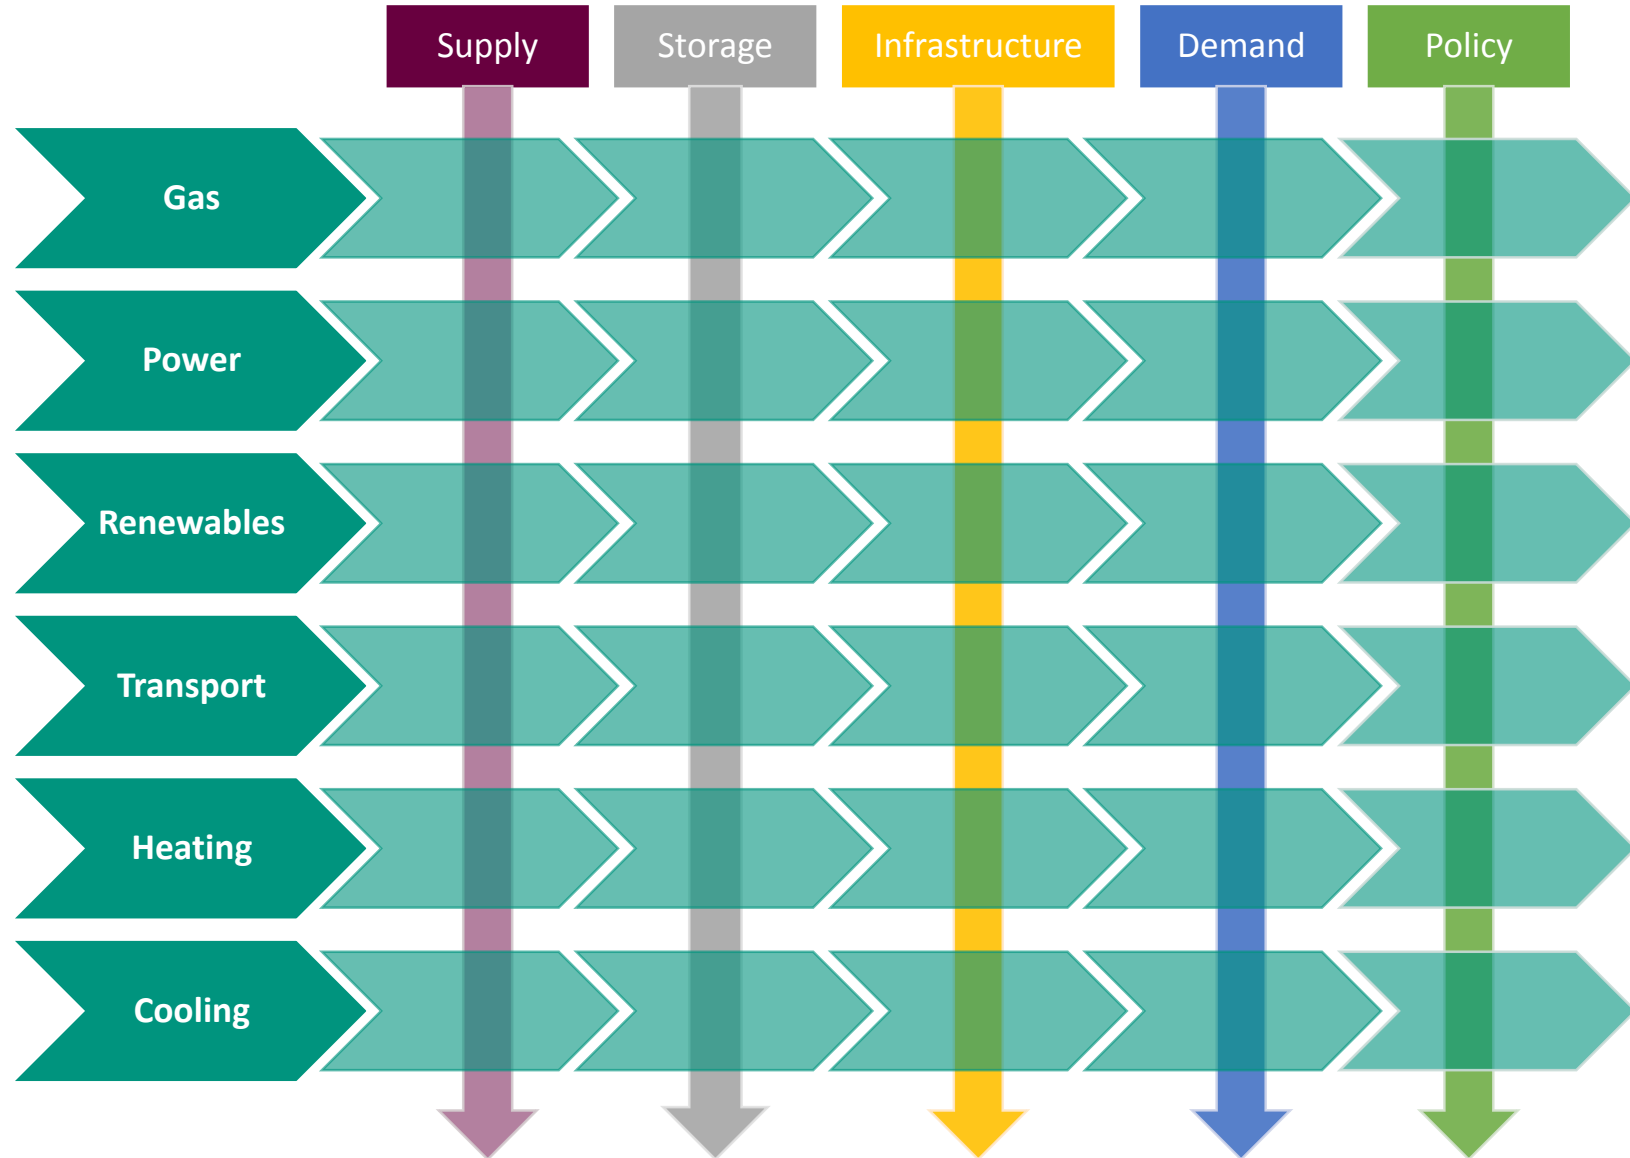 Supply Storage Infrastructure Demand Policy
Gas
Power
Renewables
Transport
Heating
Cooling